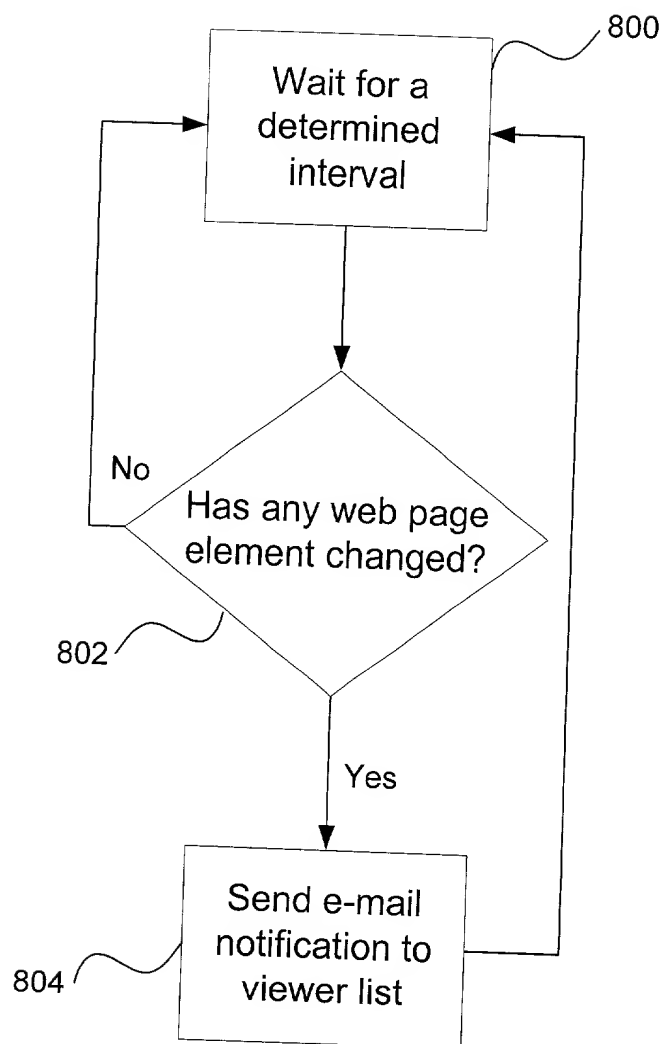 800
Wait for a
determined
interval
No
Has any web page
element changed?
802
Yes
Send e-mail
notification to
viewer list
804